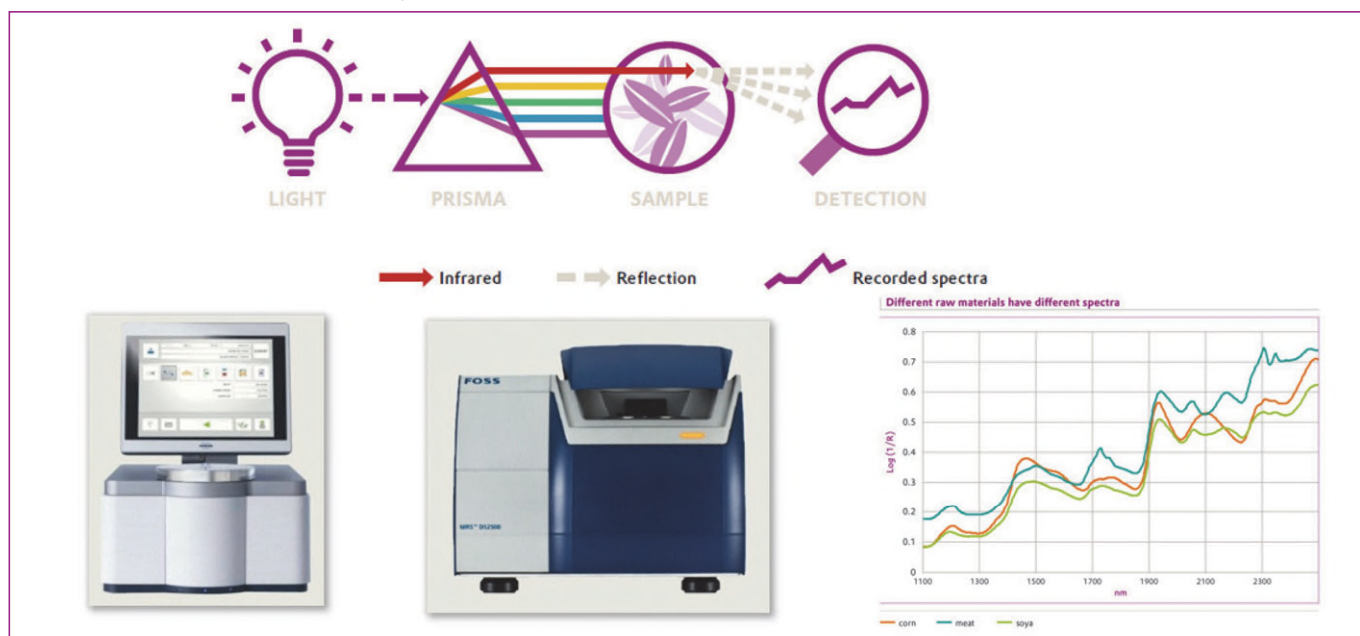 LIGHT
PRISMA
SAMPLE
DETECTION
Infrared
Reflection
Recorded spectra
Different raw materials have different spectra
FOSS
0.8
0.7
0.6
0.5
0.4
0.3
0.2
0.1
0
Log (1/R)
1100
1300
1500
1700
1900
2100
2300
nm
corn
meat
soya